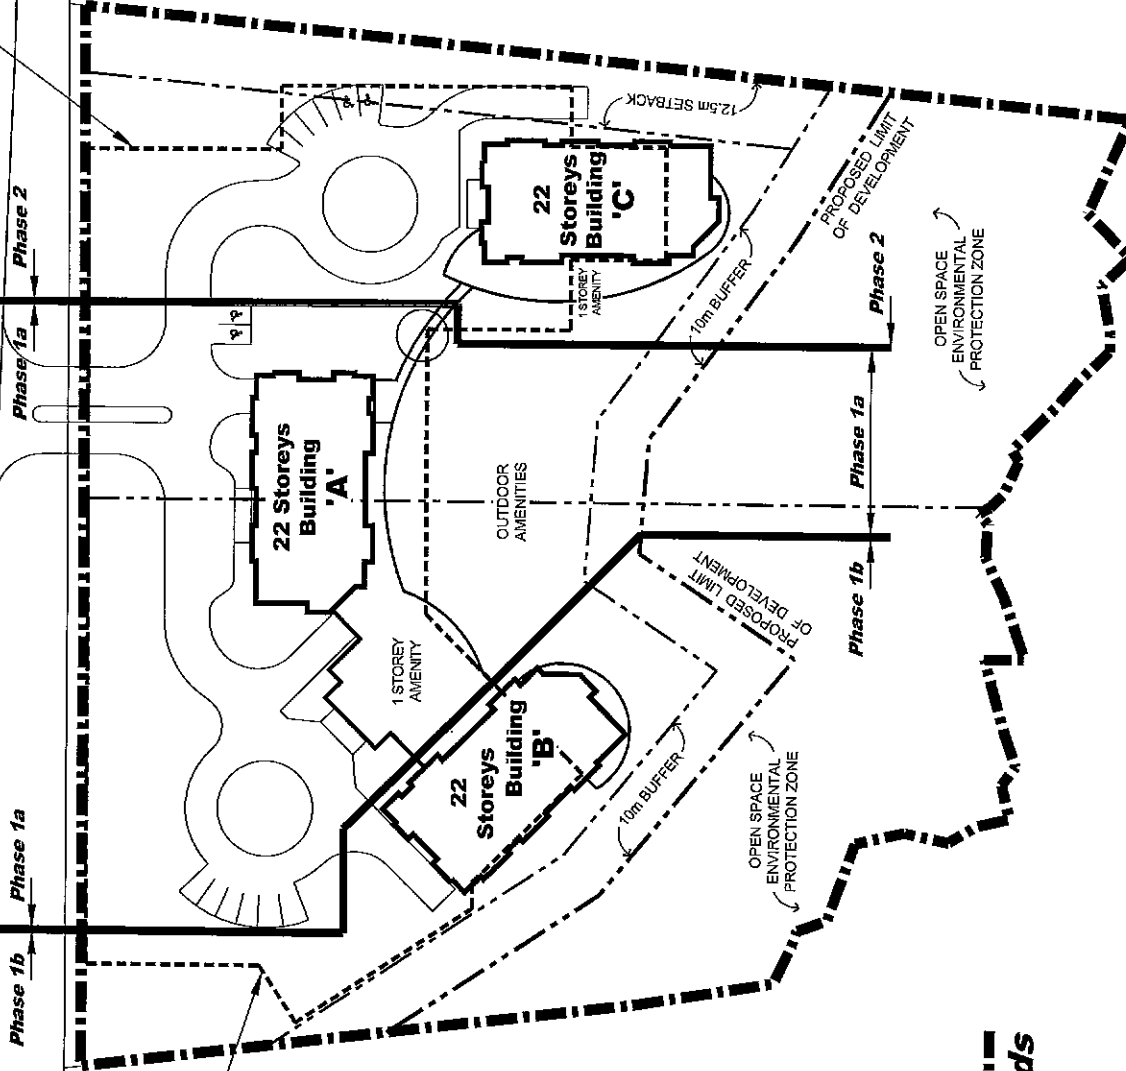 Phase 2
Phase 1a
Phase 1a
Phase 1b
12.5m SETBACK
22
Storeys
Building
'C'
1 STOREY
AMENITY
PROPOSED LIMIT
OF DEVELOPMENT
10m BUFFER
Phase 2
OPEN SPACE
ENVIRONMENTAL
PROTECTION ZONE
22 Storeys
Building
'A'
OUTDOOR
AMENITIES
Phase 1a
Phase 1b
PROPOSED LIMIT
OF DEVELOPMENT
1 STOREY
AMENITY
22
Storeys
Building
'B'
10m BUFFER
OPEN SPACE
ENVIRONMENTAL
PROTECTION ZONE
ds